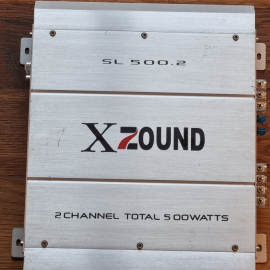 SL 500.2
XZOUND
2 CHANNEL TOTAL 500WATTS